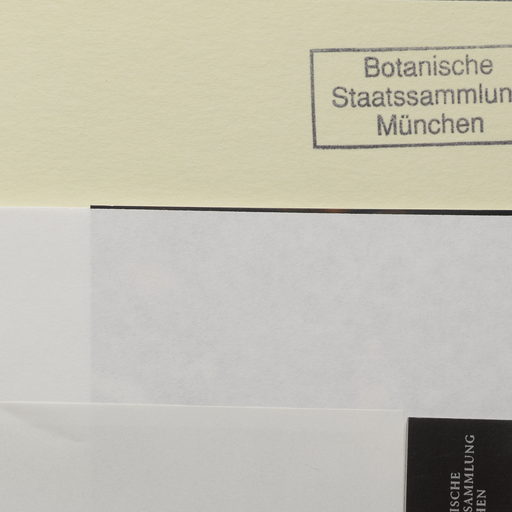 Botanische
Staatssammlun
München
ISCHE
SAMMLUNG
HEN